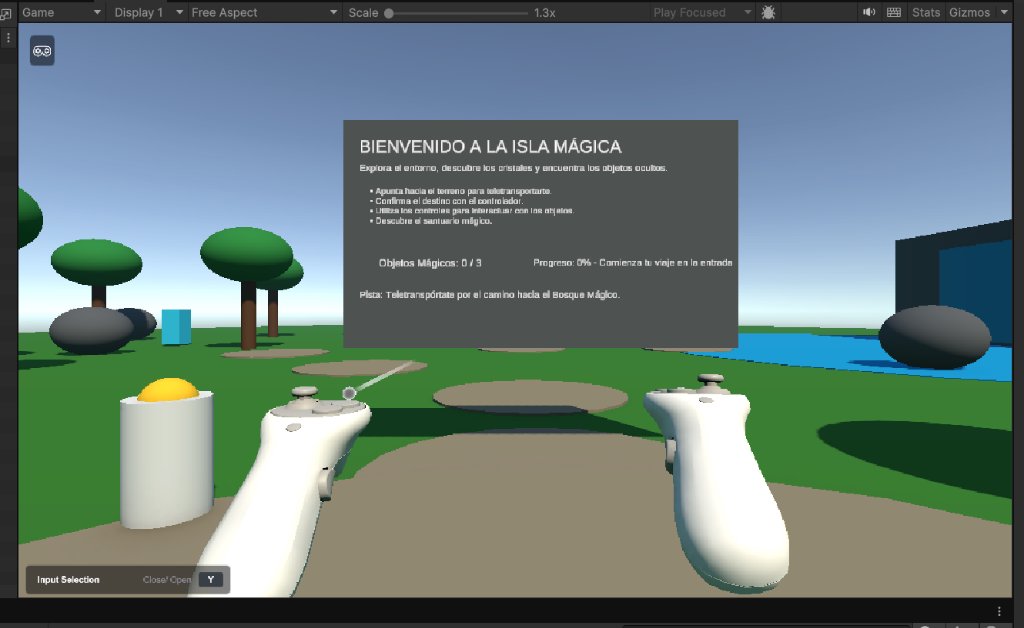 Game Display 1 Free Aspect Scale 1.3x Play Focused Stats Gizmos
BIENVENIDO A LA ISLA MÁGICA
Explora el entorno, descubre los cristales y encuentra los objetos ocultos.
• Apunta hacia el terreno para teletransportarte.
• Confirma el destino con el controlador.
• Utiliza los controles para interactuar con los objetos.
• Descubre el santuario mágico.
Objetos Mágicos: 0 / 3 Progreso: 0% - Comienza tu viaje en la entrada
Pista: Teletranspórtate por el camino hacia el Bosque Mágico.
Input Selection Close/ Open Y